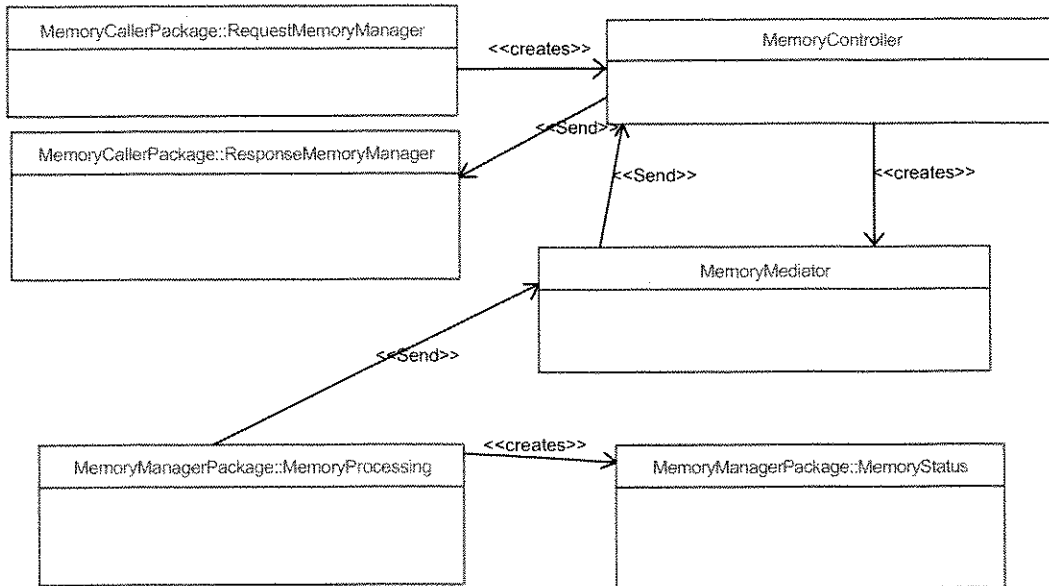 MemoryCallerPackage::RequestMemoryManager
<<creates>>
MemoryController
<<Send>>
MemoryCallerPackage::ResponseMemoryManager
<<Send>>
<<creates>>
MemoryMediator
<<Send>>
<<creates>>
MemoryManagerPackage::MemoryProcessing
MemoryManagerPackage::MemoryStatus